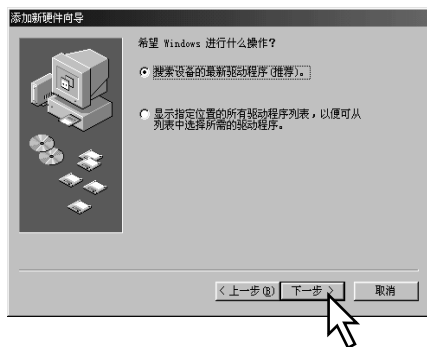 添加新硬件向导
希望 Windows 进行什么操作?
搜索设备的最新驱动程序(推荐)。
显示指定位置的所有驱动程序列表，以便可从
列表中选择所需的驱动程序。
< 上一步(B)
下一步 >
取消